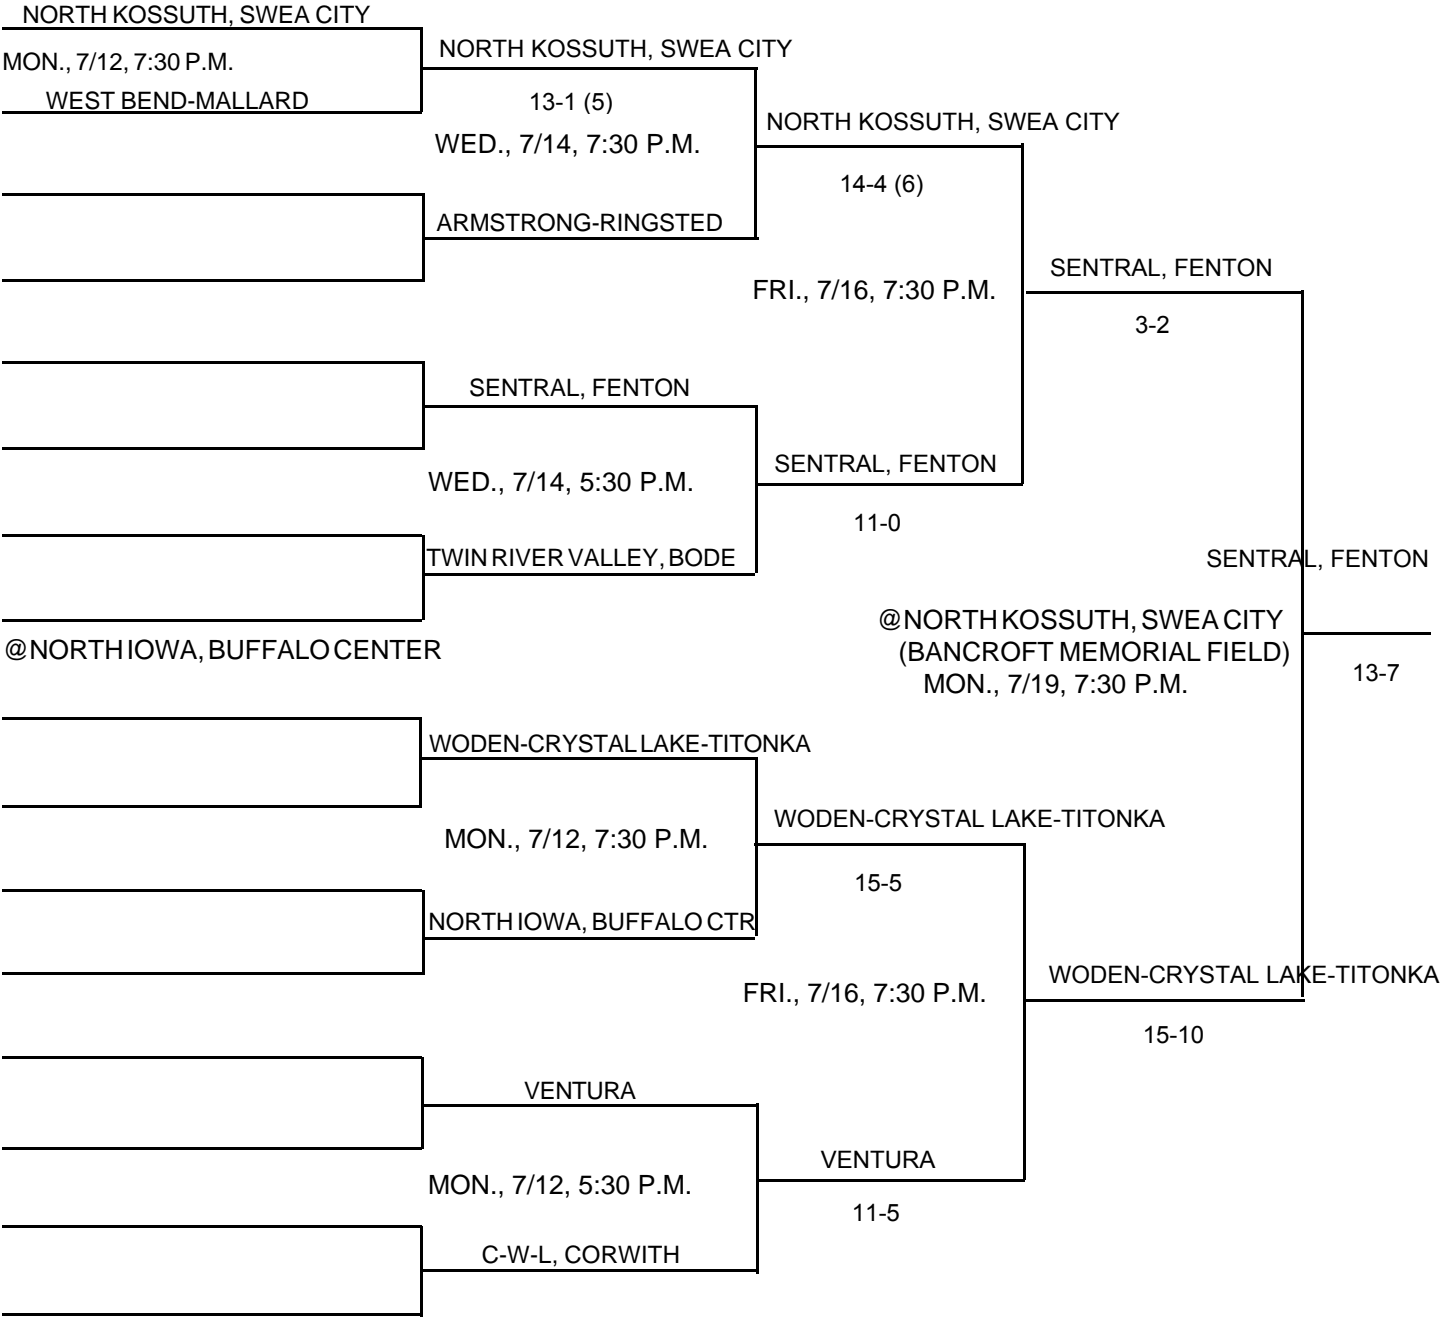 NORTH KOSSUTH, SWEA CITY
MON., 7/12, 7:30 P.M.
WEST BEND-MALLARD
NORTH KOSSUTH, SWEA CITY
13-1 (5)
WED., 7/14, 7:30 P.M.
ARMSTRONG-RINGSTED
NORTH KOSSUTH, SWEA CITY
14-4 (6)
FRI., 7/16, 7:30 P.M.
SENTRAL, FENTON
3-2
SENTRAL, FENTON
WED., 7/14, 5:30 P.M.
TWIN RIVER VALLEY, BODE
SENTRAL, FENTON
11-0
SENTRAL, FENTON
@NORTH KOSSUTH, SWEA CITY
(BANCROFT MEMORIAL FIELD)
MON., 7/19, 7:30 P.M.
13-7
@NORTH IOWA, BUFFALO CENTER
WODEN-CRYSTAL LAKE-TITONKA
MON., 7/12, 7:30 P.M.
NORTH IOWA, BUFFALO CTR
WODEN-CRYSTAL LAKE-TITONKA
15-5
FRI., 7/16, 7:30 P.M.
WODEN-CRYSTAL LAKE-TITONKA
15-10
VENTURA
MON., 7/12, 5:30 P.M.
C-W-L, CORWITH
VENTURA
11-5